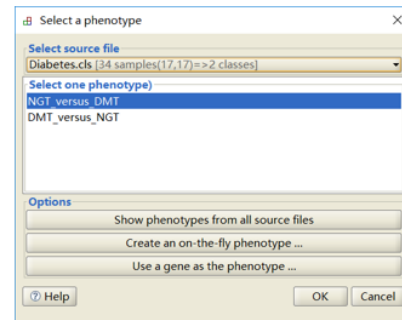 Select a phenotype
Select source file
Diabetes.cls [34 samples(17,17)=>2 classes]
Select one phenotype)
NGT_versus_DMT
DMT_versus_NGT
Options
Show phenotypes from all source files
Create an on-the-fly phenotype ...
Use a gene as the phenotype ...
Help OK Cancel